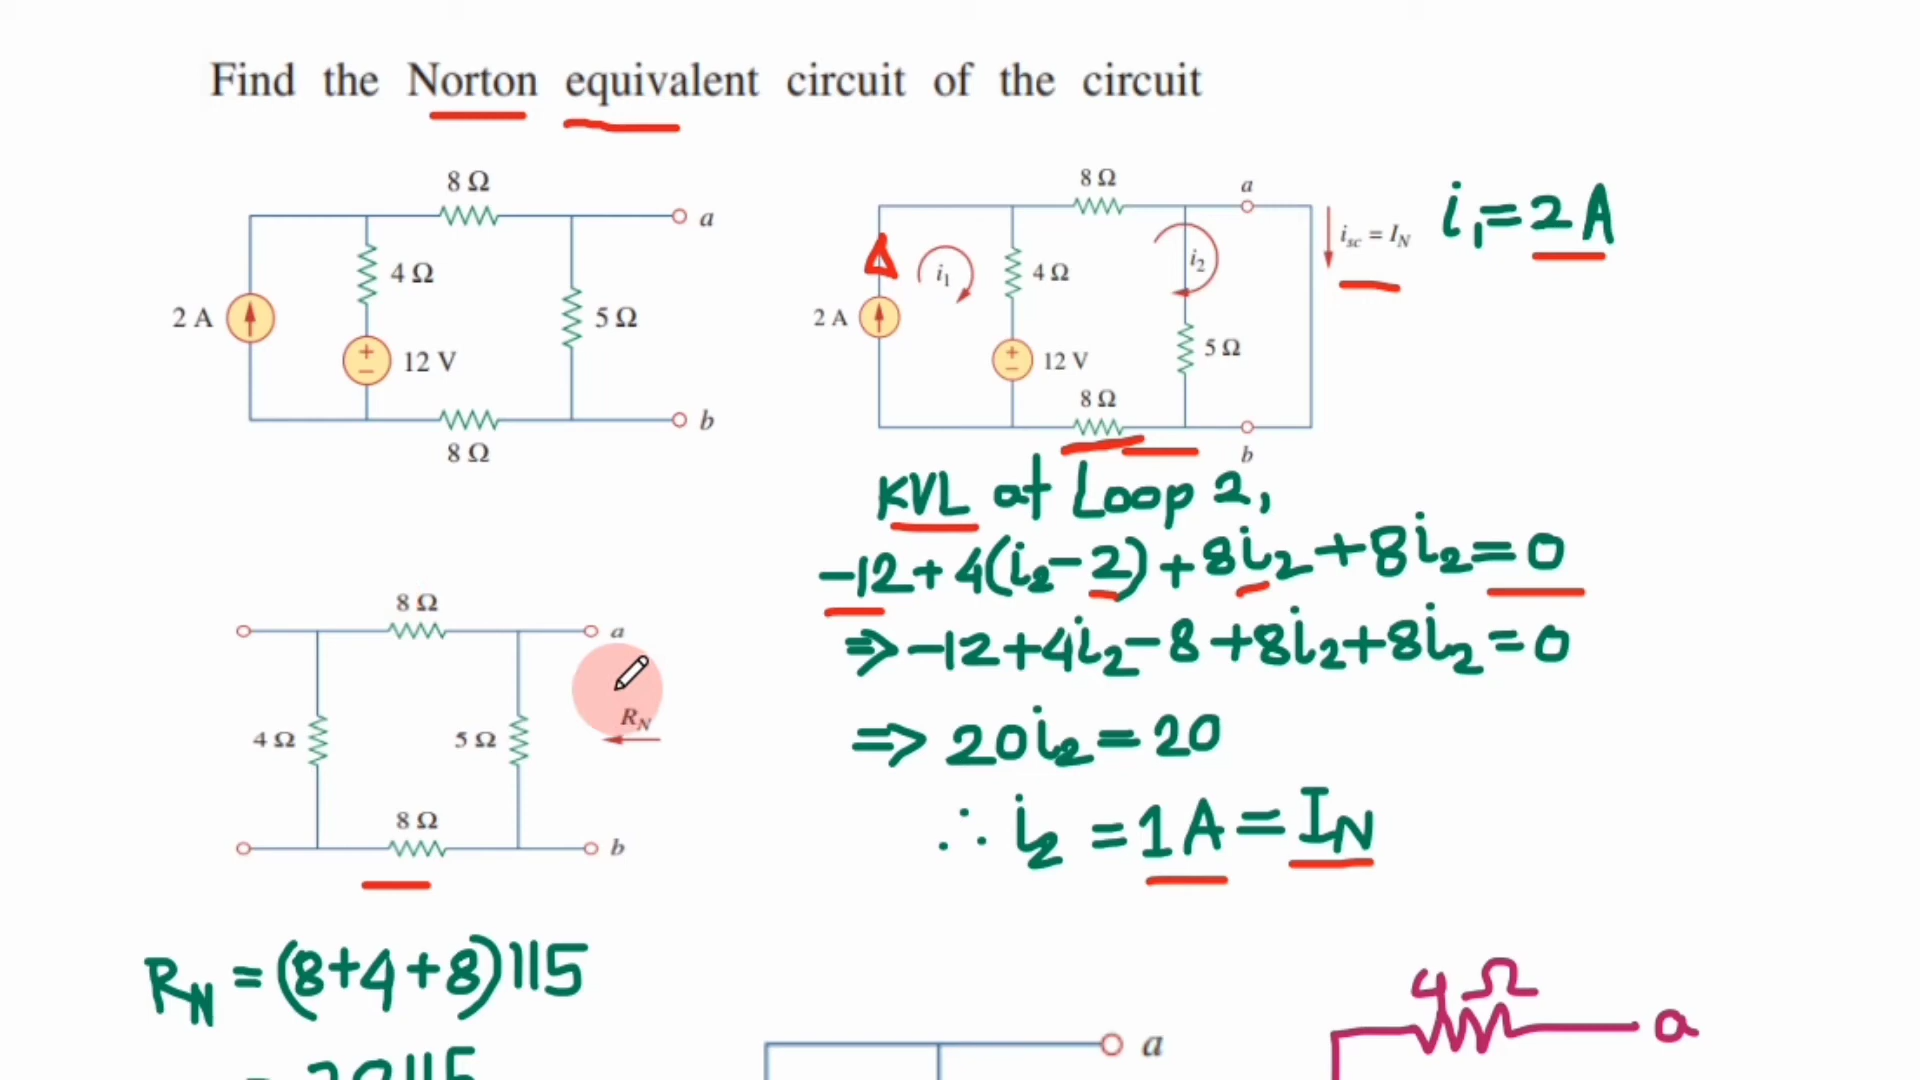 Find the Norton equivalent circuit of the circuit
8 Ω
a
4 Ω
2 A
5 Ω
+
−
12 V
b
8 Ω
8 Ω
a
i₁
4 Ω
i₂
i_sc = I_N
2 A
5 Ω
+
−
12 V
8 Ω
b
i₁=2A
KVL at Loop 2,
-12+4(i₂-2)+8i₂+8i₂=0
⇒-12+4i₂-8+8i₂+8i₂=0
⇒ 20i₂=20
∴ i₂ =1A=I_N
8 Ω
a
R_N
4 Ω
5 Ω
8 Ω
b
R_N =(8+4+8)||5
= 20||5
a
4Ω
a